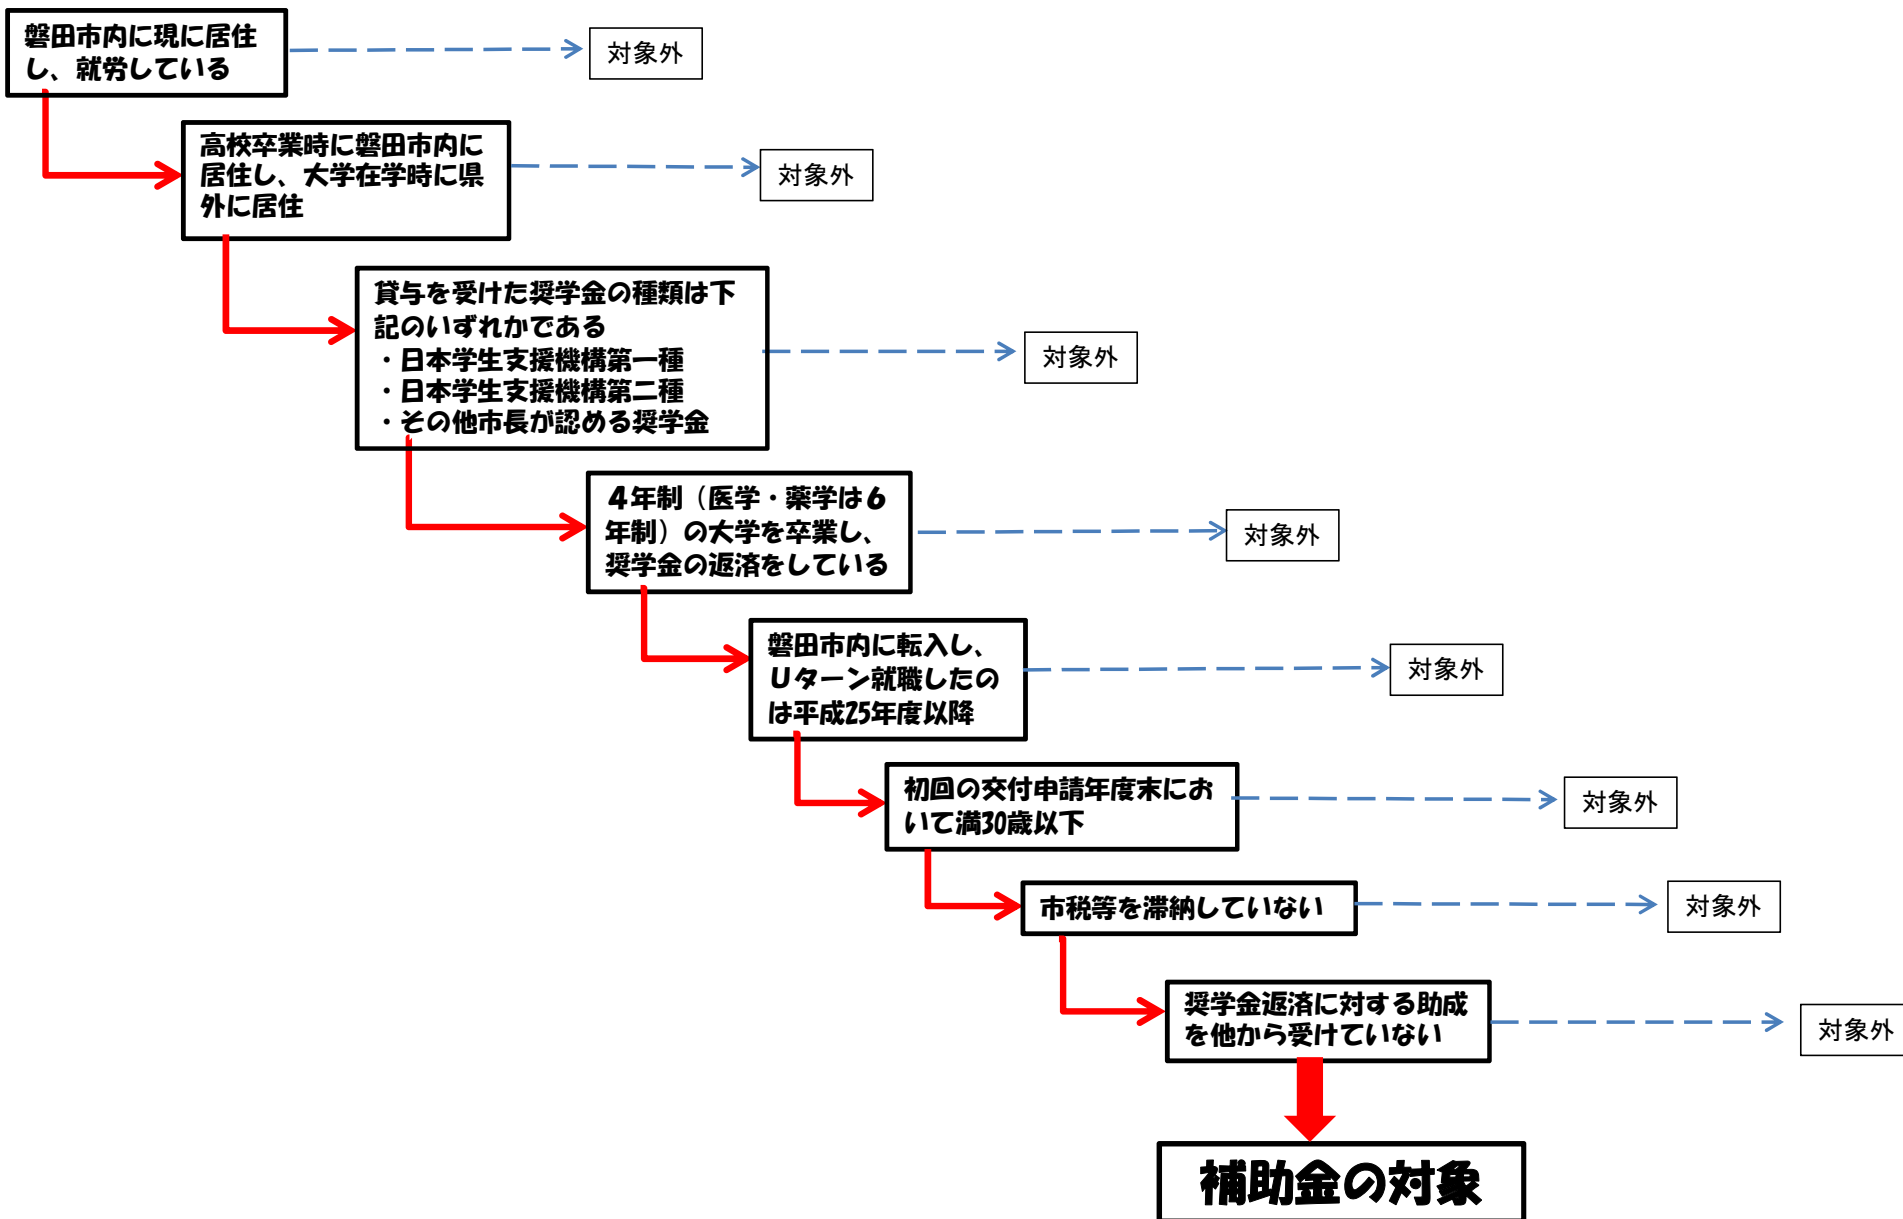 磐田市内に現に居住
し、就労している
対象外
高校卒業時に磐田市内に
居住し、大学在学時に県
外に居住
対象外
貸与を受けた奨学金の種類は下
記のいずれかである
・日本学生支援機構第一種
・日本学生支援機構第二種
・その他市長が認める奨学金
対象外
４年制（医学・薬学は６
年制）の大学を卒業し、
奨学金の返済をしている
対象外
磐田市内に転入し、
Ｕターン就職したの
は平成25年度以降
対象外
初回の交付申請年度末にお
いて満30歳以下
対象外
市税等を滞納していない
対象外
奨学金返済に対する助成
を他から受けていない
対象外
補助金の対象